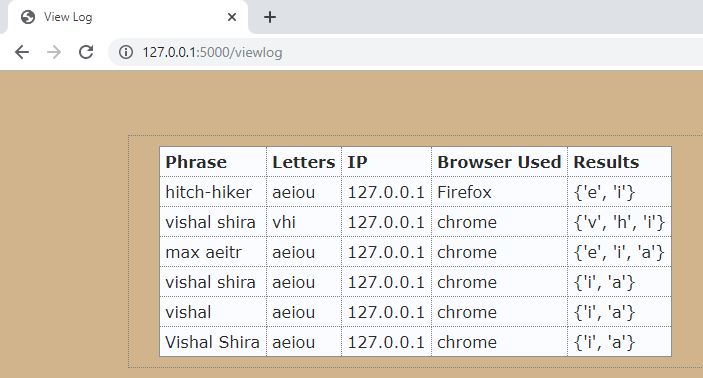 View Log
127.0.0.1:5000/viewlog
Phrase Letters IP Browser Used Results
hitch-hiker aeiou 127.0.0.1 Firefox {'e', 'i'}
vishal shira vhi 127.0.0.1 chrome {'v', 'h', 'i'}
max aeitr aeiou 127.0.0.1 chrome {'e', 'i', 'a'}
vishal shira aeiou 127.0.0.1 chrome {'i', 'a'}
vishal aeiou 127.0.0.1 chrome {'i', 'a'}
Vishal Shira aeiou 127.0.0.1 chrome {'i', 'a'}